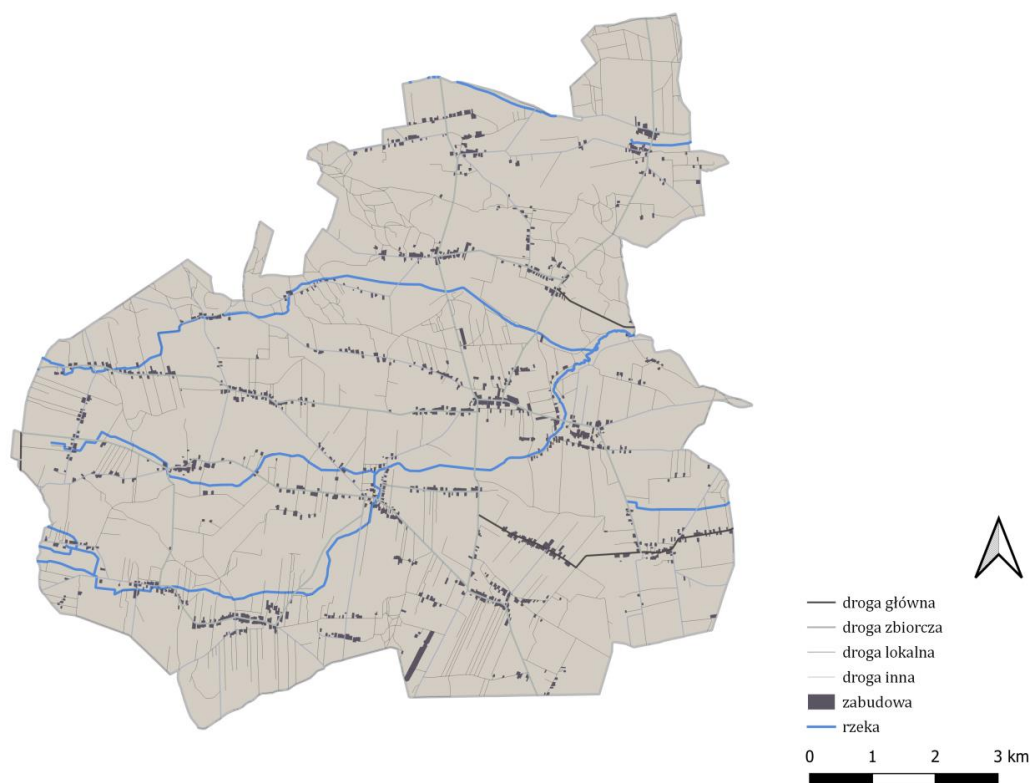 droga główna
droga zbiorcza
droga lokalna
droga inna
zabudowa
rzeka
0 1 2 3 km